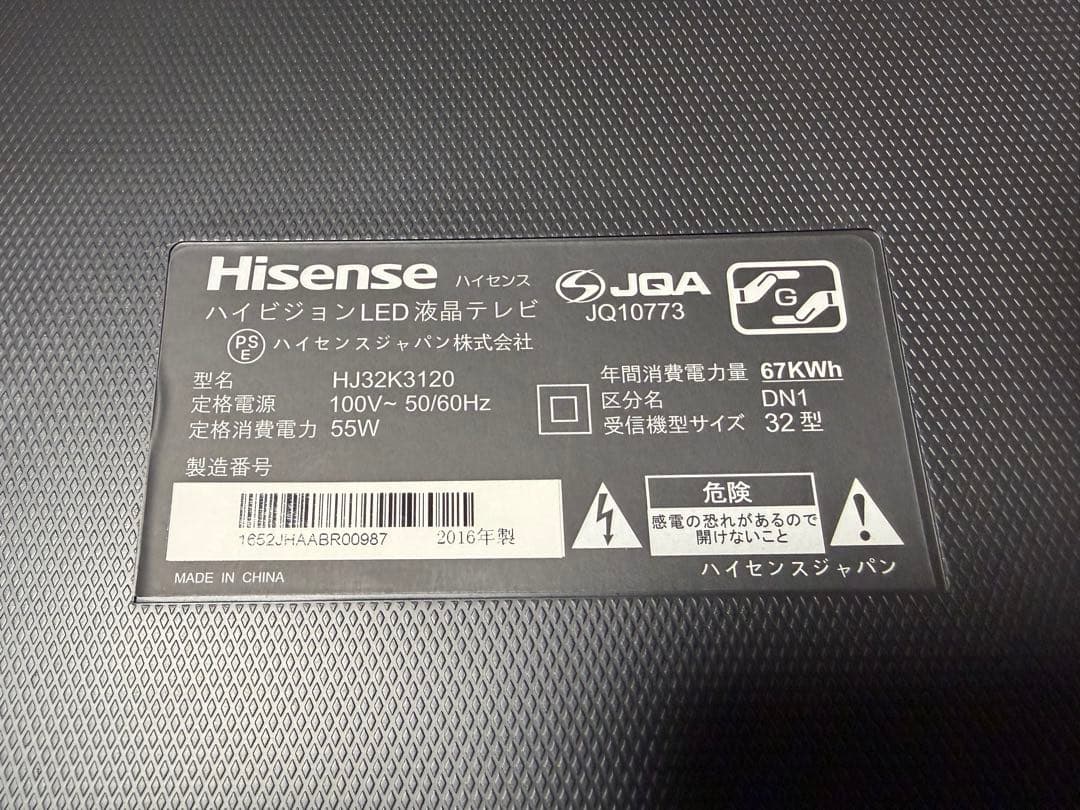 Hisense ハイセンス
ハイビジョンLED液晶テレビ
PSE ハイセンスジャパン株式会社
JQA
JQ10773
G
型名 HJ32K3120
定格電源 100V~ 50/60Hz
定格消費電力 55W
年間消費電力量 67KWh
区分名 DN1
受信機型サイズ 32型
製造番号
1652JHAABR00987 2016年製
MADE IN CHINA
危険
感電の恐れがあるので
開けないこと
ハイセンスジャパン